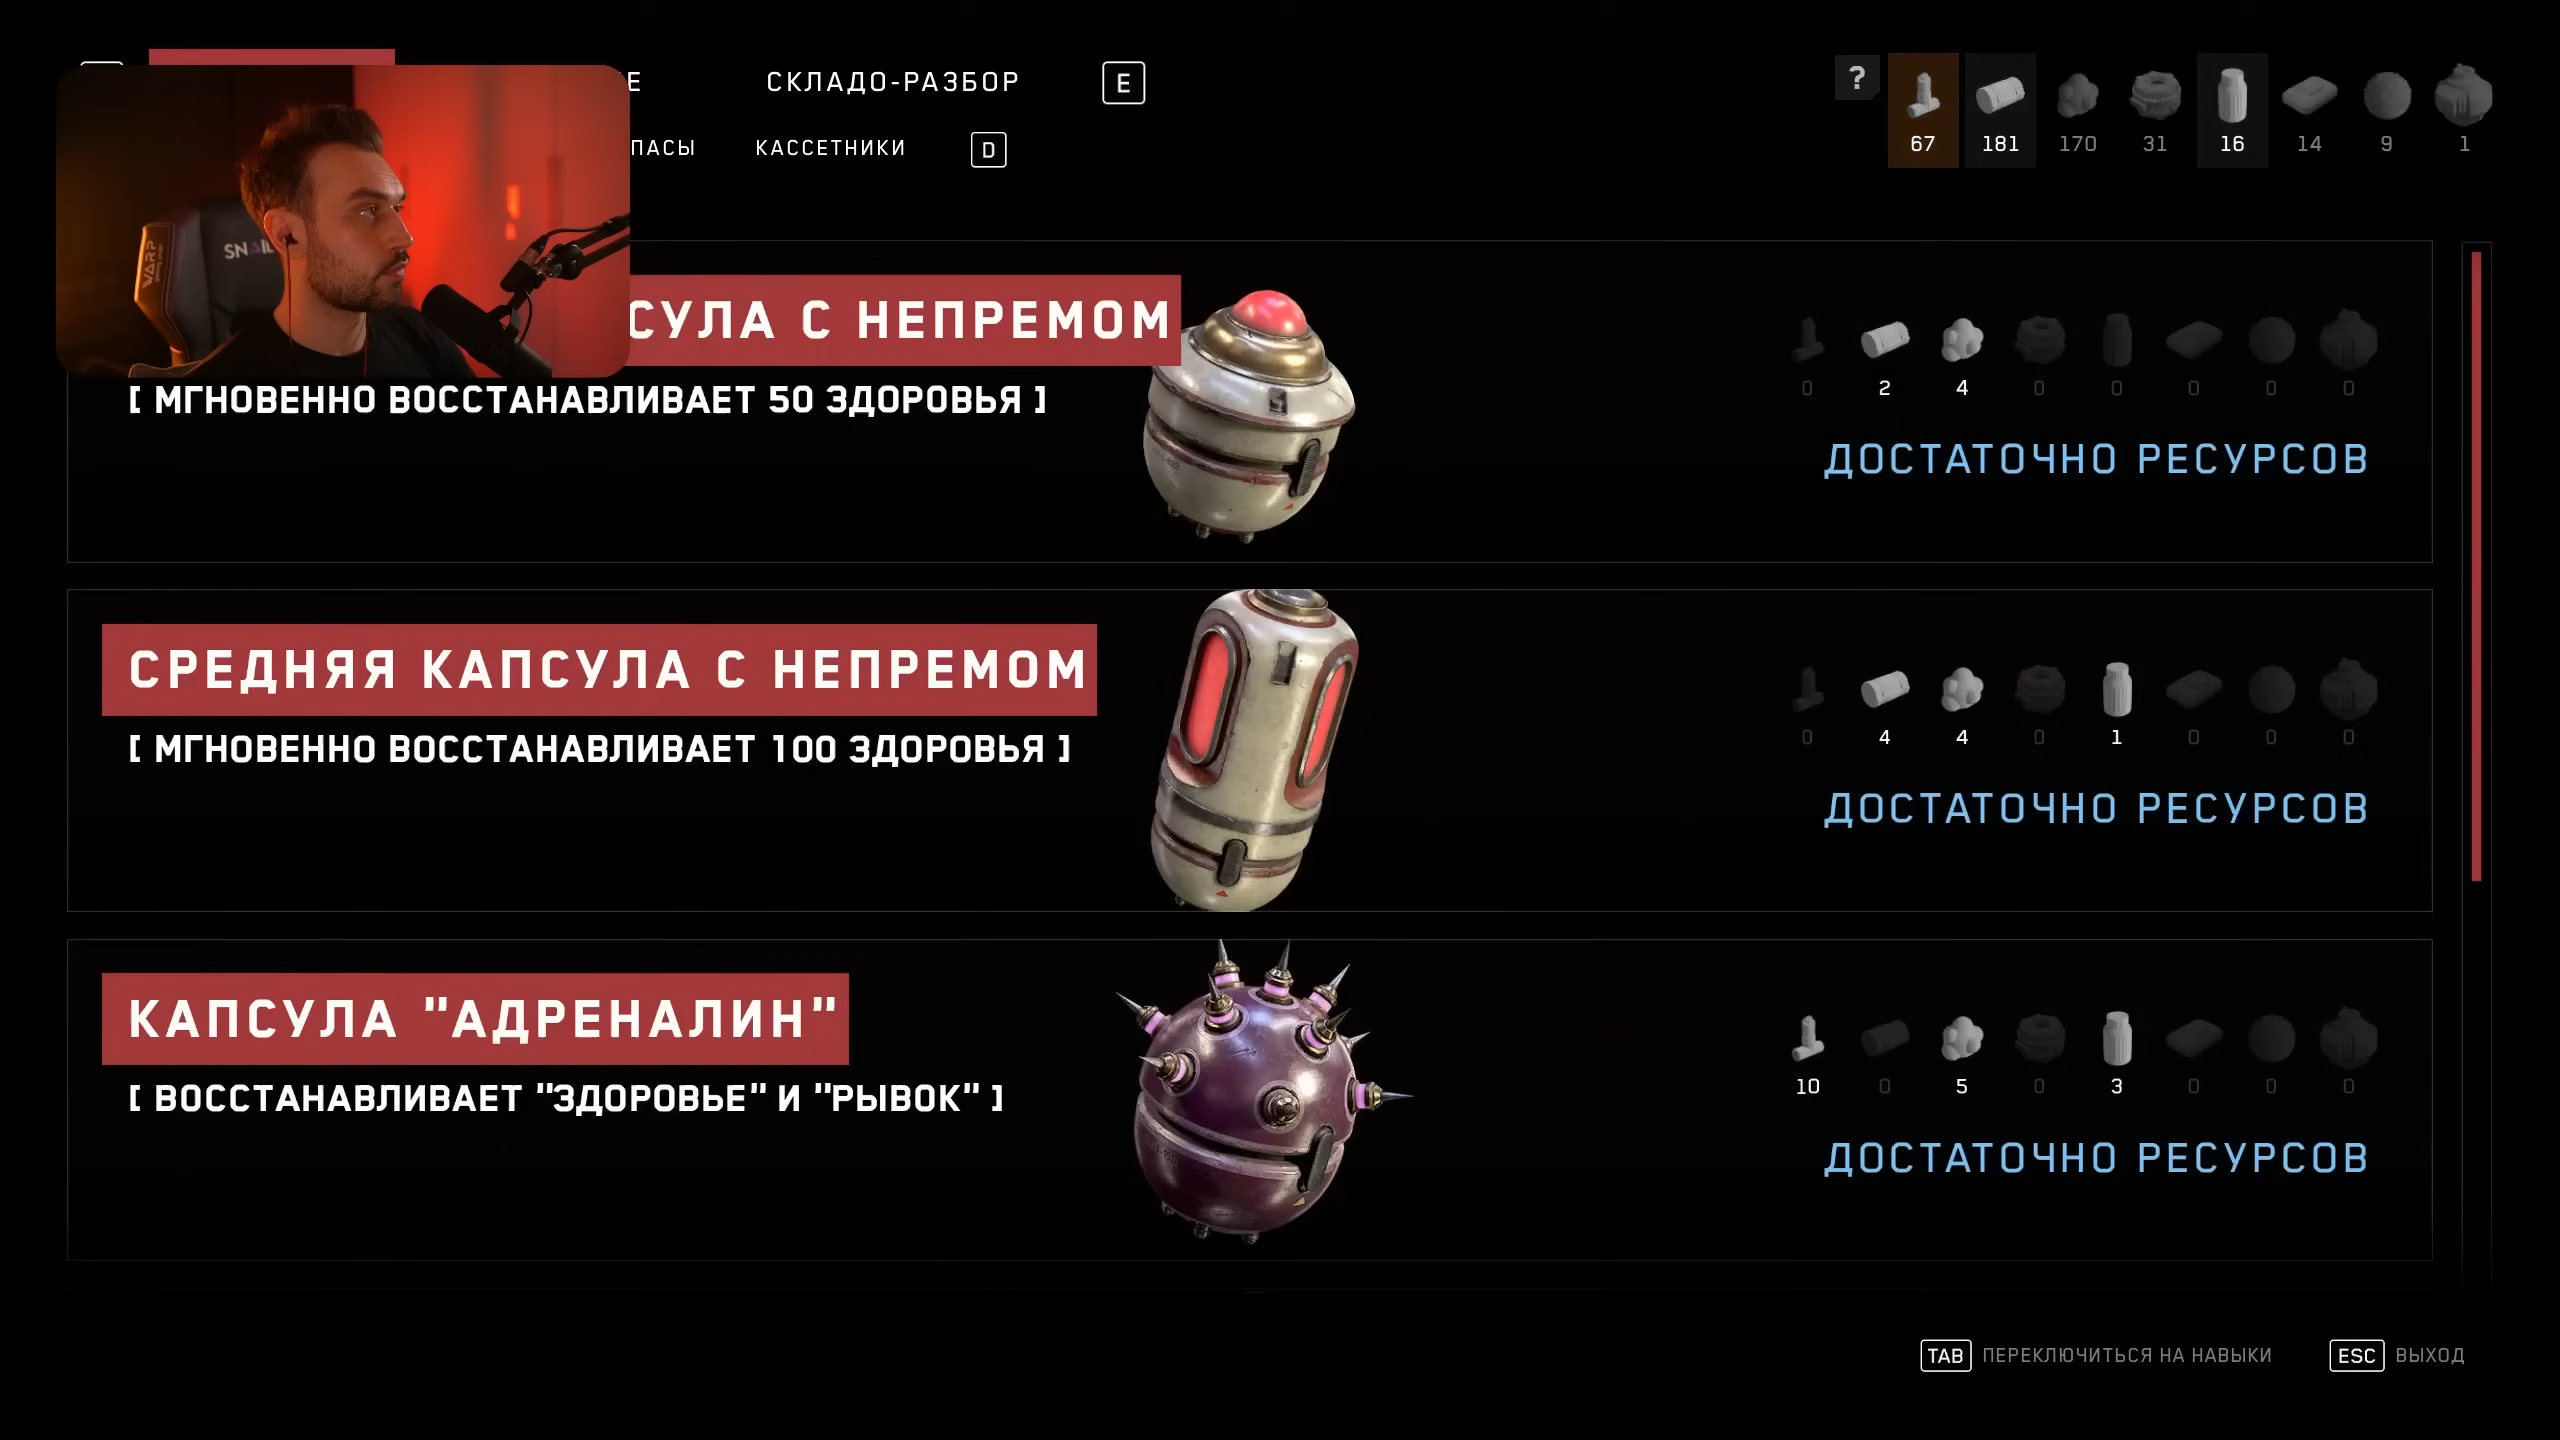 Е СКЛАДО-РАЗБОР E
ПАСЫ КАССЕТНИКИ D
? 67 181 170 31 16 14 9 1
WARP
SNAIL
СУЛА С НЕПРЕМОМ
[ МГНОВЕННО ВОССТАНАВЛИВАЕТ 50 ЗДОРОВЬЯ ]
0 2 4 0 0 0 0 0
ДОСТАТОЧНО РЕСУРСОВ
СРЕДНЯЯ КАПСУЛА С НЕПРЕМОМ
[ МГНОВЕННО ВОССТАНАВЛИВАЕТ 100 ЗДОРОВЬЯ ]
0 4 4 0 1 0 0 0
ДОСТАТОЧНО РЕСУРСОВ
КАПСУЛА "АДРЕНАЛИН"
[ ВОССТАНАВЛИВАЕТ "ЗДОРОВЬЕ" И "РЫВОК" ]
10 0 5 0 3 0 0 0
ДОСТАТОЧНО РЕСУРСОВ
TAB ПЕРЕКЛЮЧИТЬСЯ НА НАВЫКИ ESC ВЫХОД